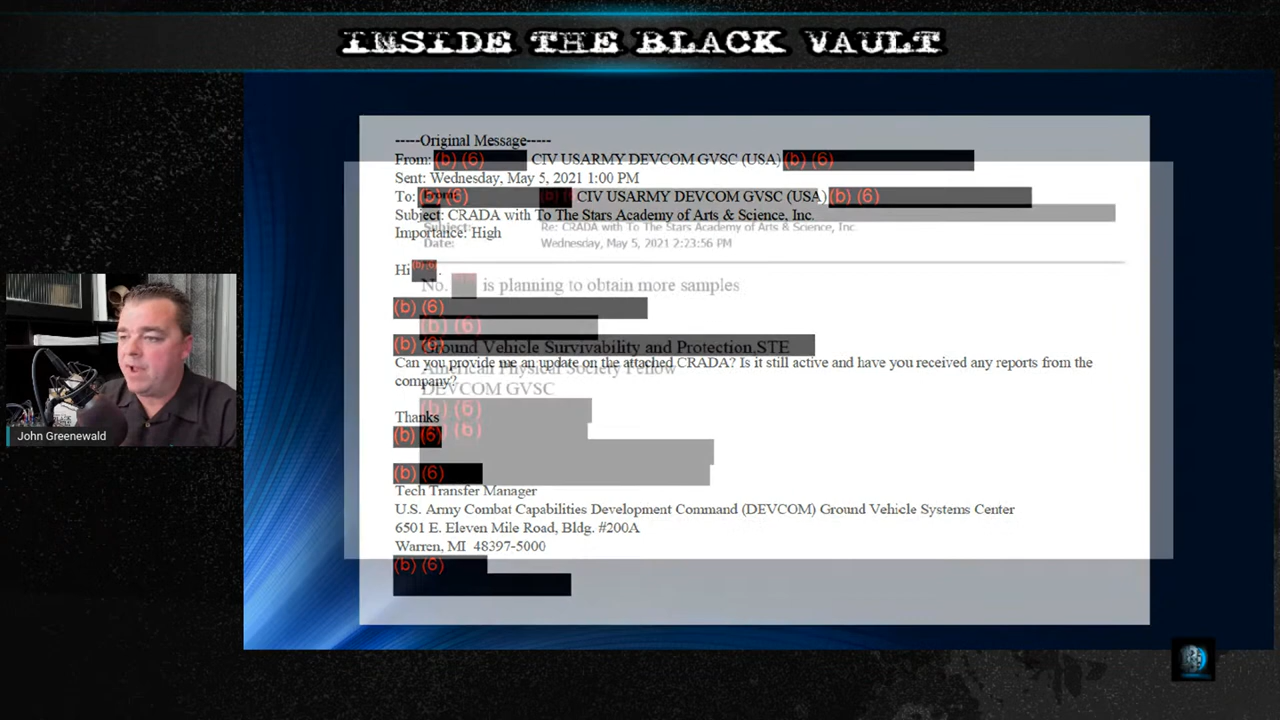 INSIDE THE BLACK VAULT
-----Original Message-----
From: (b) (6) CIV USARMY DEVCOM GVSC (USA) (b) (6)
Sent: Wednesday, May 5, 2021 1:00 PM
To: (b) (6) CIV USARMY DEVCOM GVSC (USA) (b) (6)
Subject: CRADA with To The Stars Academy of Arts & Science, Inc.
Importance: High
Subject: Re: CRADA with To The Stars Academy of Arts & Science, Inc.
Date: Wednesday, May 5, 2021 2:23:56 PM
Hi (b) (6).
No. is planning to obtain more samples
(b) (6)
(b) (6)
(b) (6)
Ground Vehicle Survivability and Protection,STE
Can you provide me an update on the attached CRADA? Is it still active and have you received any reports from the
company?
American Physical Society Fellow
DEVCOM GVSC
(b) (6)
Thanks
(b) (6)
(b) (6)
(b) (6)
Tech Transfer Manager
U.S. Army Combat Capabilities Development Command (DEVCOM) Ground Vehicle Systems Center
6501 E. Eleven Mile Road, Bldg. #200A
Warren, MI 48397-5000
(b) (6)
John Greenewald